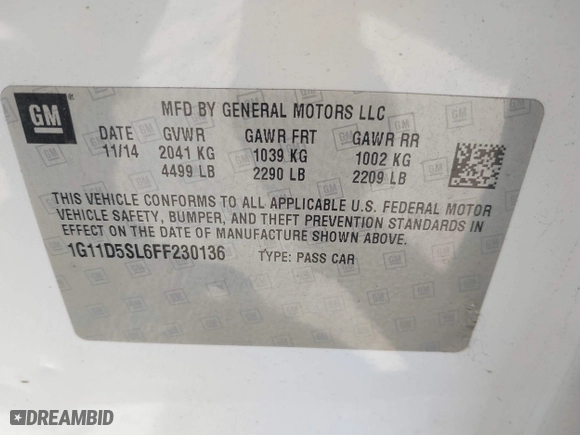 GM
MFD BY GENERAL MOTORS LLC
DATE GVWR GAWR FRT GAWR RR
11/14 2041 KG 1039 KG 1002 KG
4499 LB 2290 LB 2209 LB
THIS VEHICLE CONFORMS TO ALL APPLICABLE U.S. FEDERAL MOTOR
VEHICLE SAFETY, BUMPER, AND THEFT PREVENTION STANDARDS IN
EFFECT ON THE DATE OF MANUFACTURE SHOWN ABOVE.
1G11D5SL6FF230136 TYPE: PASS CAR
DREAMBID